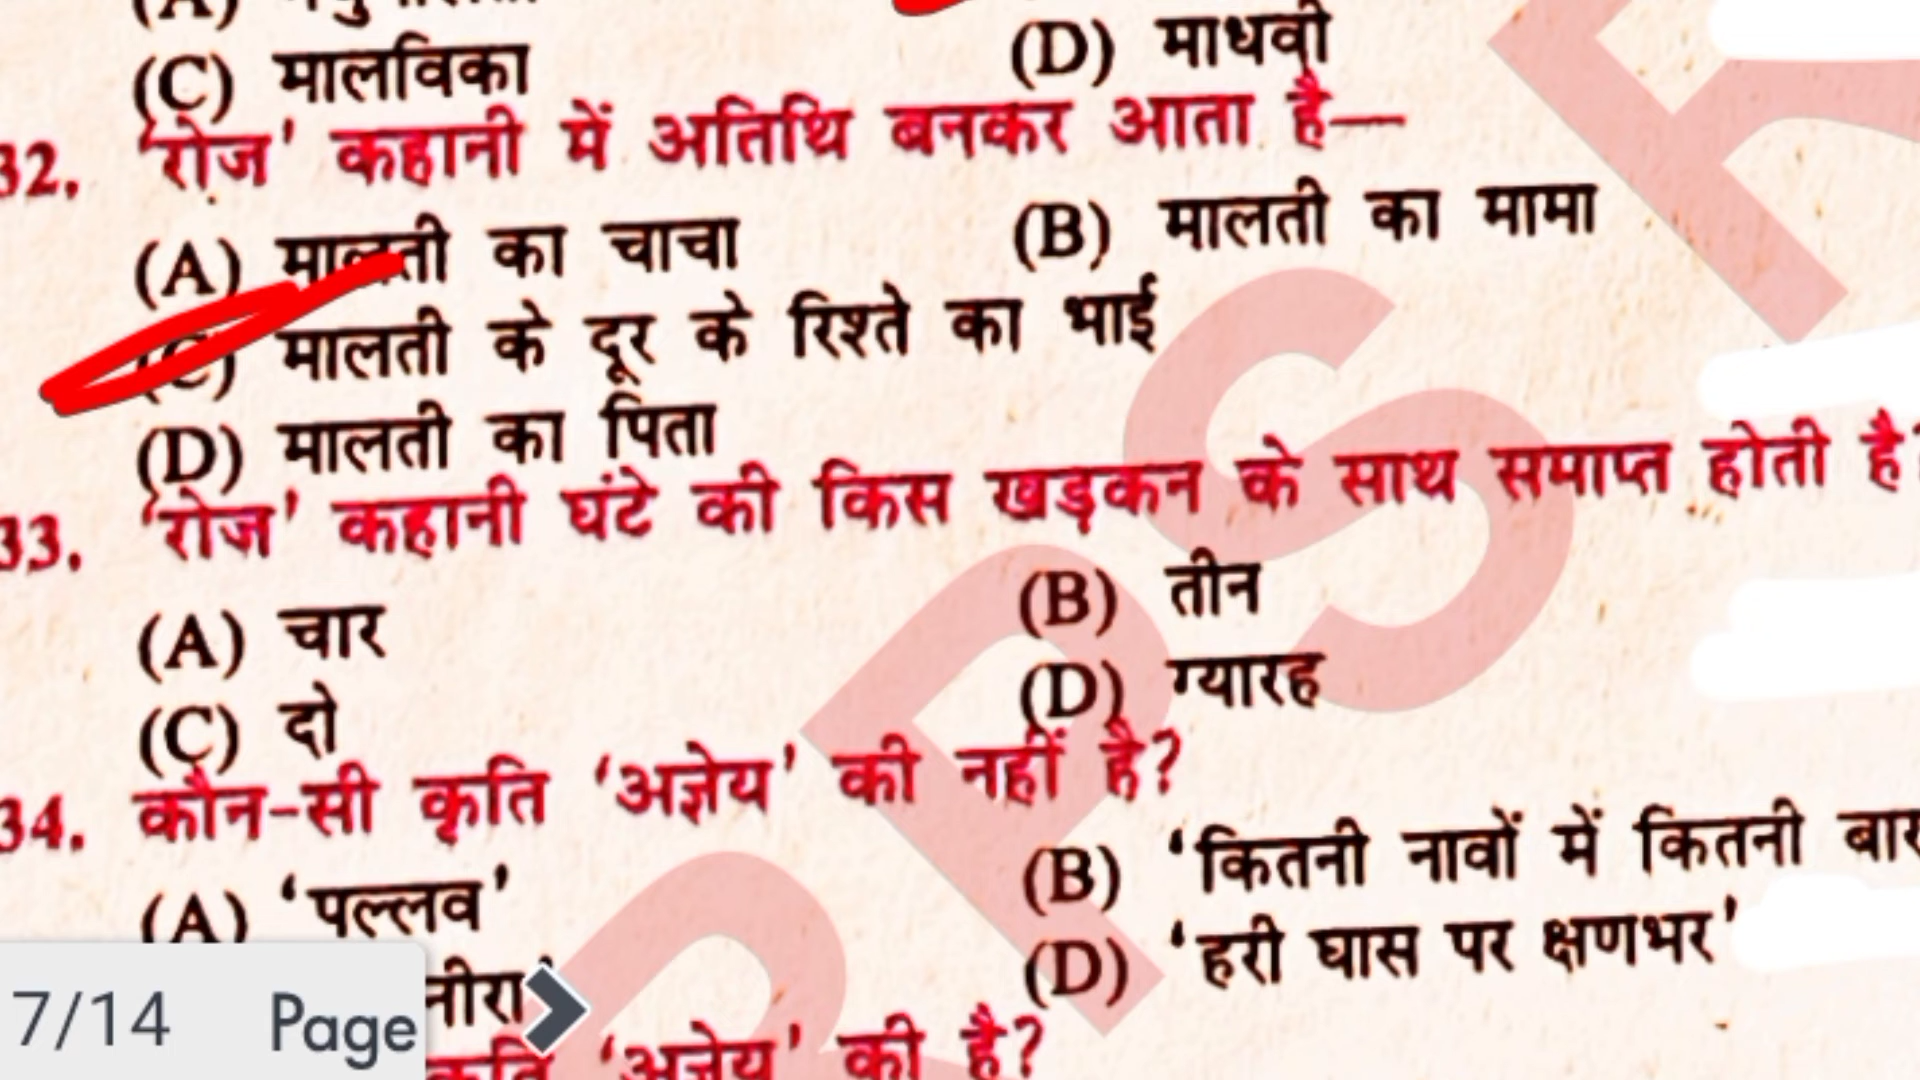 (C) मालविका
(D) माधवी
32. 'रोज' कहानी में अतिथि बनकर आता है—
(A) मालती का चाचा
(B) मालती का मामा
(C) मालती के दूर के रिश्ते का भाई
(D) मालती का पिता
33. 'रोज' कहानी घंटे की किस खड़कन के साथ समाप्त होती है?
(A) चार
(B) तीन
(C) दो
(D) ग्यारह
34. कौन-सी कृति 'अज्ञेय' की नहीं है?
(A) 'पल्लव'
(B) 'कितनी नावों में कितनी बार
नीरा'
(D) 'हरी घास पर क्षणभर'
कृति 'अज्ञेय' की है?
7/14 Page